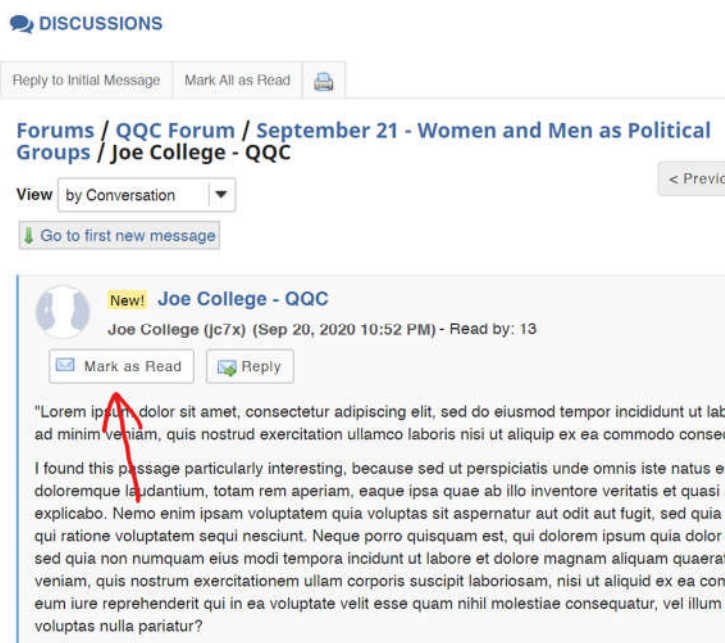 DISCUSSIONS
Reply to Initial Message Mark All as Read
Forums / QQC Forum / September 21 - Women and Men as Political
Groups / Joe College - QQC
< Previo
View by Conversation
Go to first new message
New! Joe College - QQC
Joe College (jc7x) (Sep 20, 2020 10:52 PM) - Read by: 13
Mark as Read Reply
"Lorem ipsum dolor sit amet, consectetur adipiscing elit, sed do eiusmod tempor incididunt ut lab
ad minim veniam, quis nostrud exercitation ullamco laboris nisi ut aliquip ex ea commodo conse
I found this passage particularly interesting, because sed ut perspiciatis unde omnis iste natus e
doloremque laudantium, totam rem aperiam, eaque ipsa quae ab illo inventore veritatis et quasi
explicabo. Nemo enim ipsam voluptatem quia voluptas sit aspernatur aut odit aut fugit, sed quia
qui ratione voluptatem sequi nesciunt. Neque porro quisquam est, qui dolorem ipsum quia dolor
sed quia non numquam eius modi tempora incidunt ut labore et dolore magnam aliquam quaera
veniam, quis nostrum exercitationem ullam corporis suscipit laboriosam, nisi ut aliquid ex ea com
eum iure reprehenderit qui in ea voluptate velit esse quam nihil molestiae consequatur, vel illum
voluptas nulla pariatur?